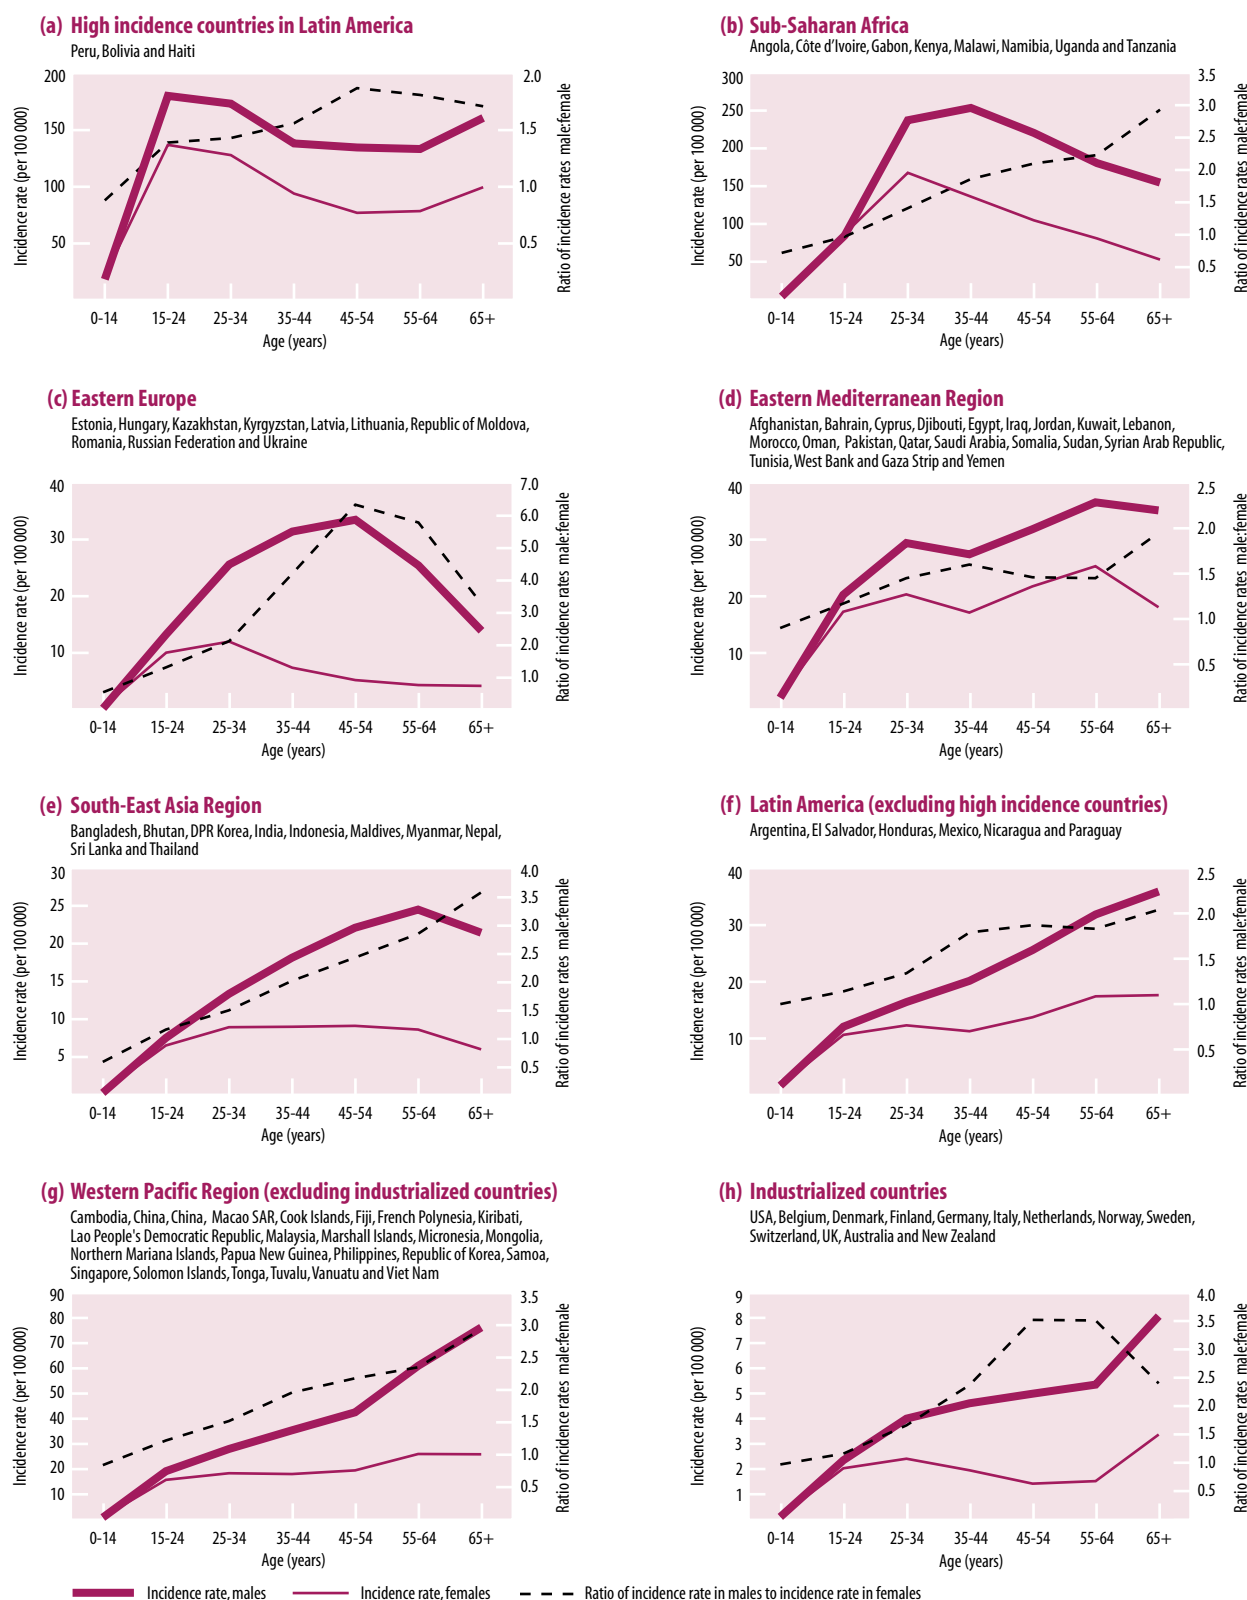 (a) High incidence countries in Latin America
Peru, Bolivia and Haiti
Incidence rate (per 100 000)
200
150
100
50
2.0
1.5
1.0
0.5
Ratio of incidence rates male:female
0-14 15-24 25-34 35-44 45-54 55-64 65+
Age (years)
(b) Sub-Saharan Africa
Angola, Côte d'Ivoire, Gabon, Kenya, Malawi, Namibia, Uganda and Tanzania
Incidence rate (per 100 000)
300
250
200
150
100
50
3.5
3.0
2.5
2.0
1.5
1.0
0.5
Ratio of incidence rates male:female
0-14 15-24 25-34 35-44 45-54 55-64 65+
Age (years)
(c) Eastern Europe
Estonia, Hungary, Kazakhstan, Kyrgyzstan, Latvia, Lithuania, Republic of Moldova,
Romania, Russian Federation and Ukraine
Incidence rate (per 100 000)
40
30
20
10
7.0
6.0
5.0
4.0
3.0
2.0
1.0
Ratio of incidence rates male:female
0-14 15-24 25-34 35-44 45-54 55-64 65+
Age (years)
(d) Eastern Mediterranean Region
Afghanistan, Bahrain, Cyprus, Djibouti, Egypt, Iraq, Jordan, Kuwait, Lebanon,
Morocco, Oman, Pakistan, Qatar, Saudi Arabia, Somalia, Sudan, Syrian Arab Republic,
Tunisia, West Bank and Gaza Strip and Yemen
Incidence rate (per 100 000)
40
30
20
10
2.5
2.0
1.5
1.0
0.5
Ratio of incidence rates male:female
0-14 15-24 25-34 35-44 45-54 55-64 65+
Age (years)
(e) South-East Asia Region
Bangladesh, Bhutan, DPR Korea, India, Indonesia, Maldives, Myanmar, Nepal,
Sri Lanka and Thailand
Incidence rate (per 100 000)
30
25
20
15
10
5
4.0
3.5
3.0
2.5
2.0
1.5
1.0
0.5
Ratio of incidence rates male:female
0-14 15-24 25-34 35-44 45-54 55-64 65+
Age (years)
(f) Latin America (excluding high incidence countries)
Argentina, El Salvador, Honduras, Mexico, Nicaragua and Paraguay
Incidence rate (per 100 000)
40
30
20
10
2.5
2.0
1.5
1.0
0.5
Ratio of incidence rates male:female
0-14 15-24 25-34 35-44 45-54 55-64 65+
Age (years)
(g) Western Pacific Region (excluding industrialized countries)
Cambodia, China, China, Macao SAR, Cook Islands, Fiji, French Polynesia, Kiribati,
Lao People's Democratic Republic, Malaysia, Marshall Islands, Micronesia, Mongolia,
Northern Mariana Islands, Papua New Guinea, Philippines, Republic of Korea, Samoa,
Singapore, Solomon Islands, Tonga, Tuvalu, Vanuatu and Viet Nam
Incidence rate (per 100 000)
90
80
70
60
50
40
30
20
10
3.5
3.0
2.5
2.0
1.5
1.0
0.5
Ratio of incidence rates male:female
0-14 15-24 25-34 35-44 45-54 55-64 65+
Age (years)
(h) Industrialized countries
USA, Belgium, Denmark, Finland, Germany, Italy, Netherlands, Norway, Sweden,
Switzerland, UK, Australia and New Zealand
Incidence rate (per 100 000)
9
8
7
6
5
4
3
2
1
4.0
3.5
3.0
2.5
2.0
1.5
1.0
0.5
Ratio of incidence rates male:female
0-14 15-24 25-34 35-44 45-54 55-64 65+
Age (years)
Incidence rate, males Incidence rate, females Ratio of incidence rate in males to incidence rate in females